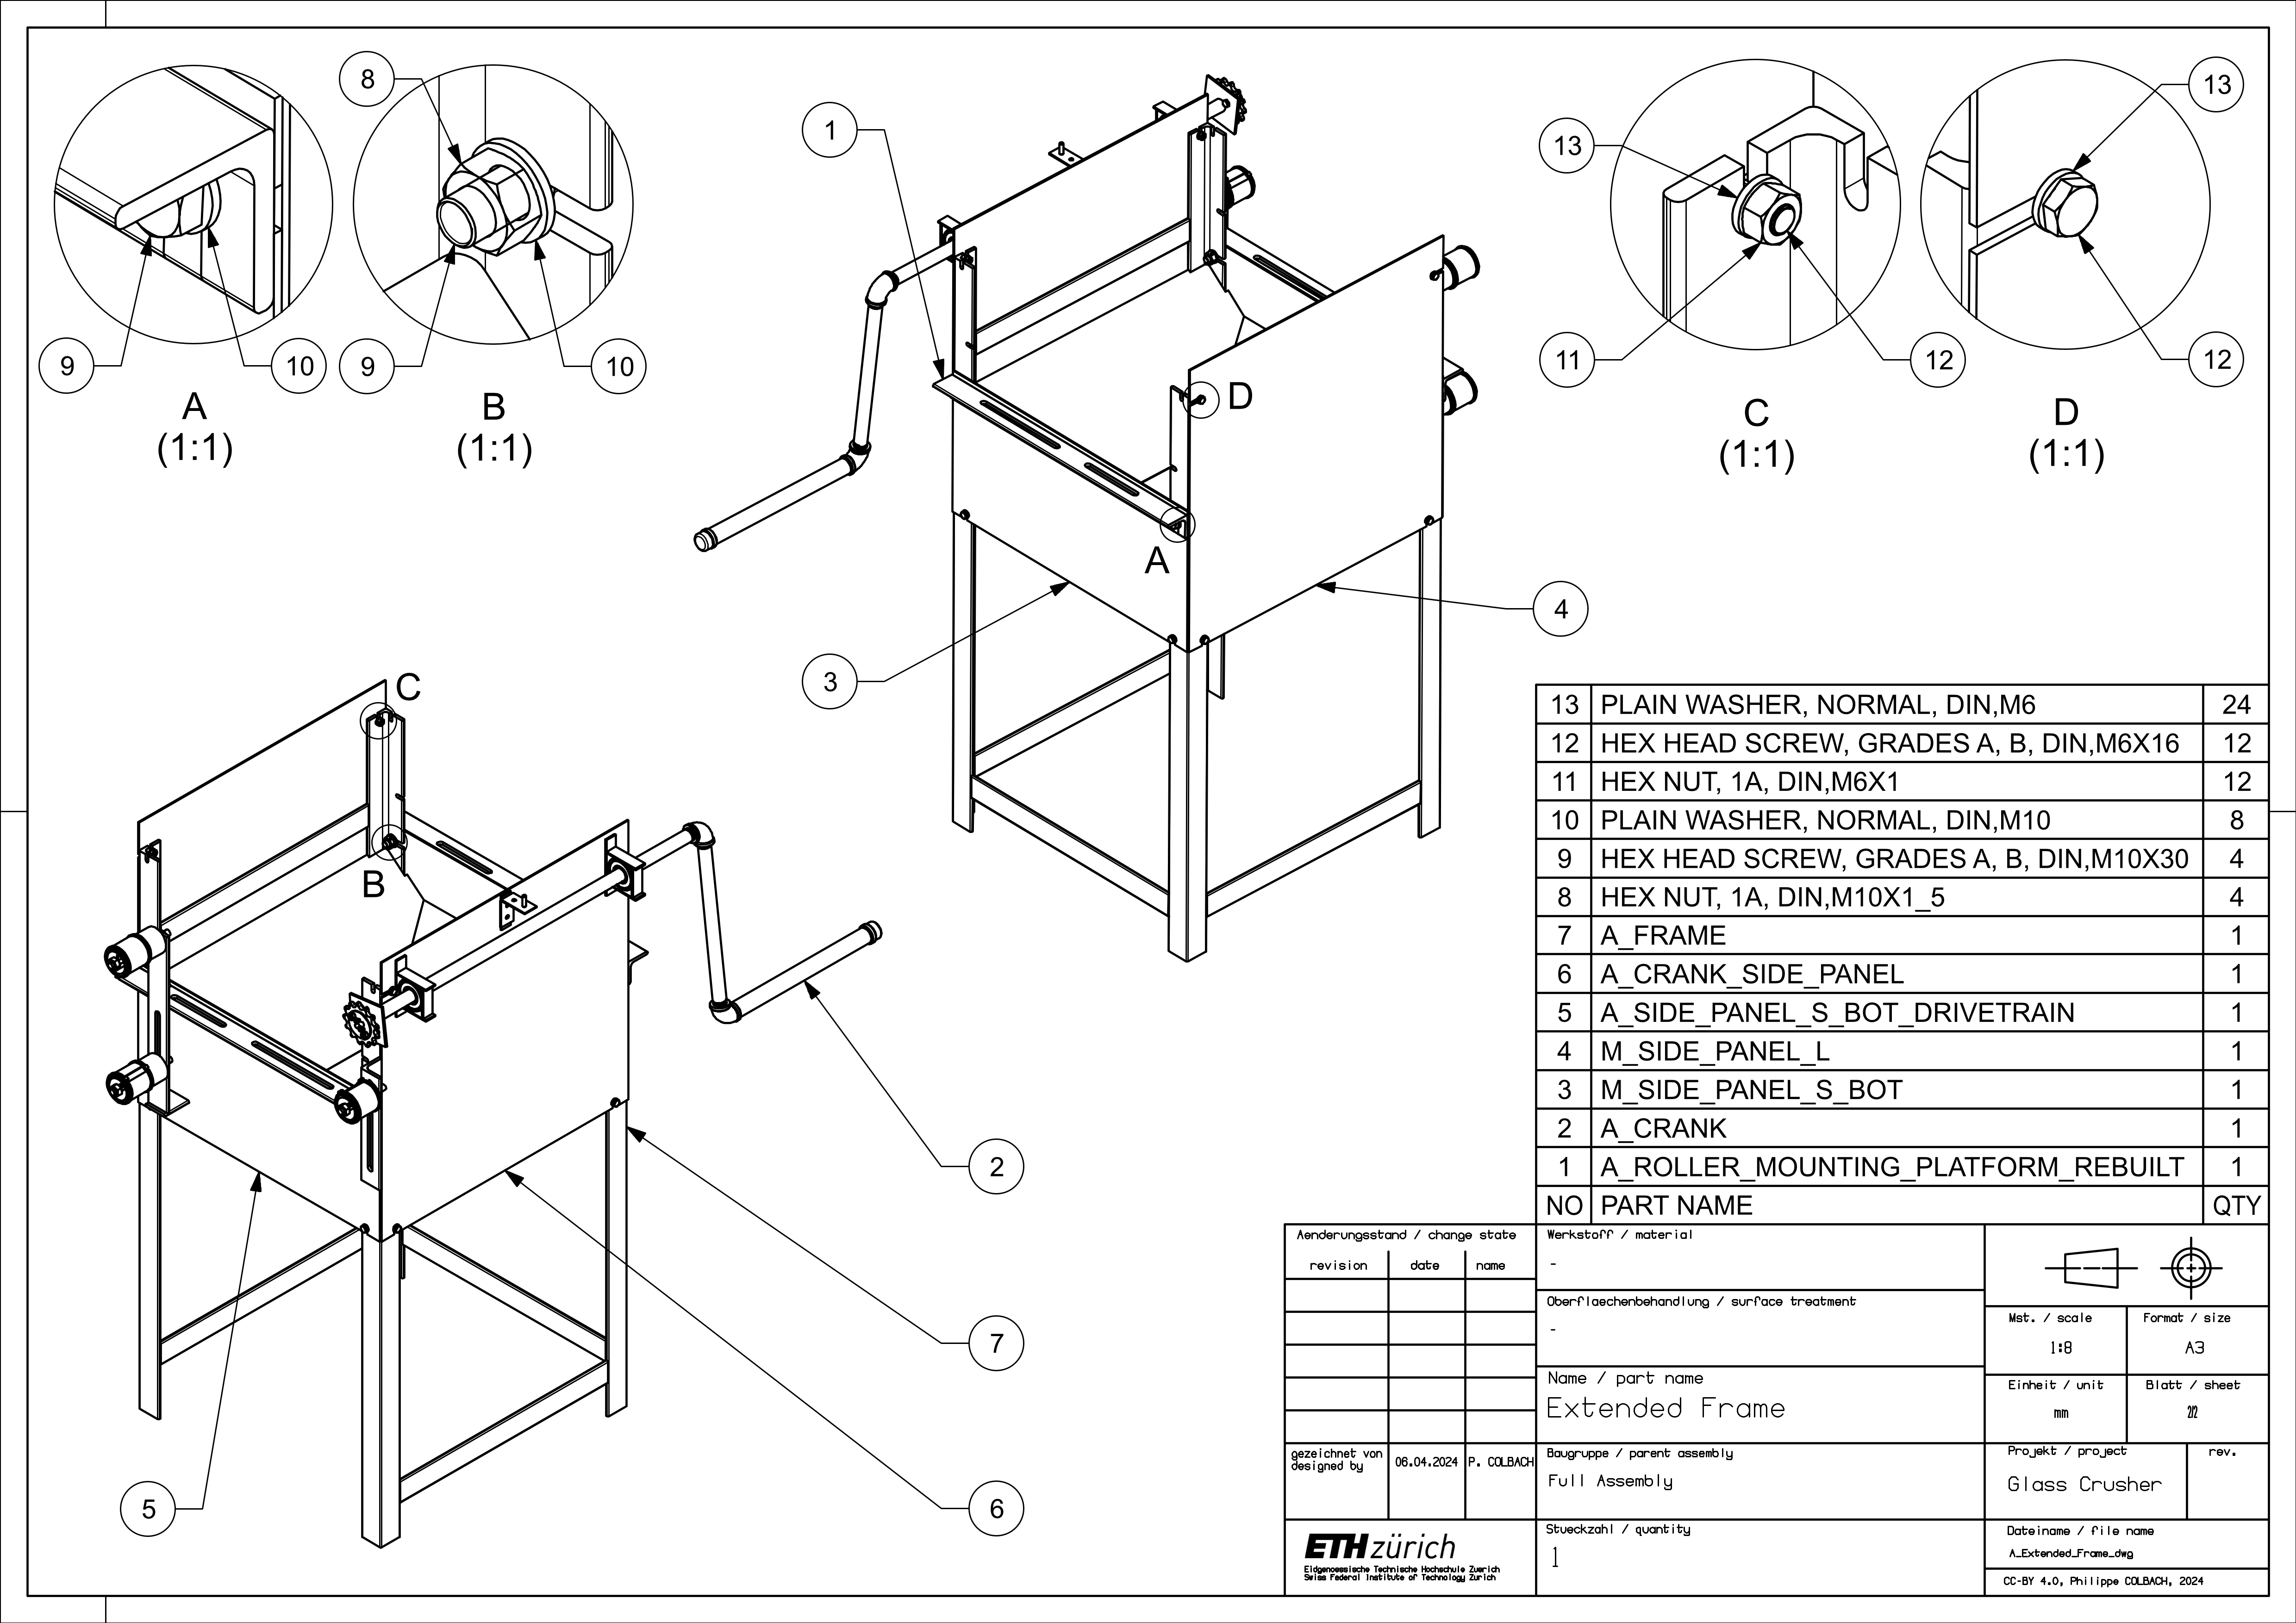 8
9
10
9
10
A
(1:1)
B
(1:1)
1
D
A
3
4
13
13
11
12
12
C
(1:1)
D
(1:1)
C
B
2
7
6
5
13 PLAIN WASHER, NORMAL, DIN,M6 24
12 HEX HEAD SCREW, GRADES A, B, DIN,M6X16 12
11 HEX NUT, 1A, DIN,M6X1 12
10 PLAIN WASHER, NORMAL, DIN,M10 8
9 HEX HEAD SCREW, GRADES A, B, DIN,M10X30 4
8 HEX NUT, 1A, DIN,M10X1_5 4
7 A_FRAME 1
6 A_CRANK_SIDE_PANEL 1
5 A_SIDE_PANEL_S_BOT_DRIVETRAIN 1
4 M_SIDE_PANEL_L 1
3 M_SIDE_PANEL_S_BOT 1
2 A_CRANK 1
1 A_ROLLER_MOUNTING_PLATFORM_REBUILT 1
NO PART NAME QTY
Aenderungsstand / change state
revision date name
gezeichnet von
designed by
06.04.2024 P. COLBACH
ETH zürich
Eidgenoessische Technische Hochschule Zuerich
Swiss Federal Institute of Technology Zurich
Werkstoff / material
-
Oberflaechenbehandlung / surface treatment
-
Name / part name
Extended Frame
Baugruppe / parent assembly
Full Assembly
Stueckzahl / quantity
1
Mst. / scale
1:8
Format / size
A3
Einheit / unit
mm
Blatt / sheet
2/2
Projekt / project
Glass Crusher
rev.
Dateiname / file name
A_Extended_Frame_dwg
CC-BY 4.0, Philippe COLBACH, 2024